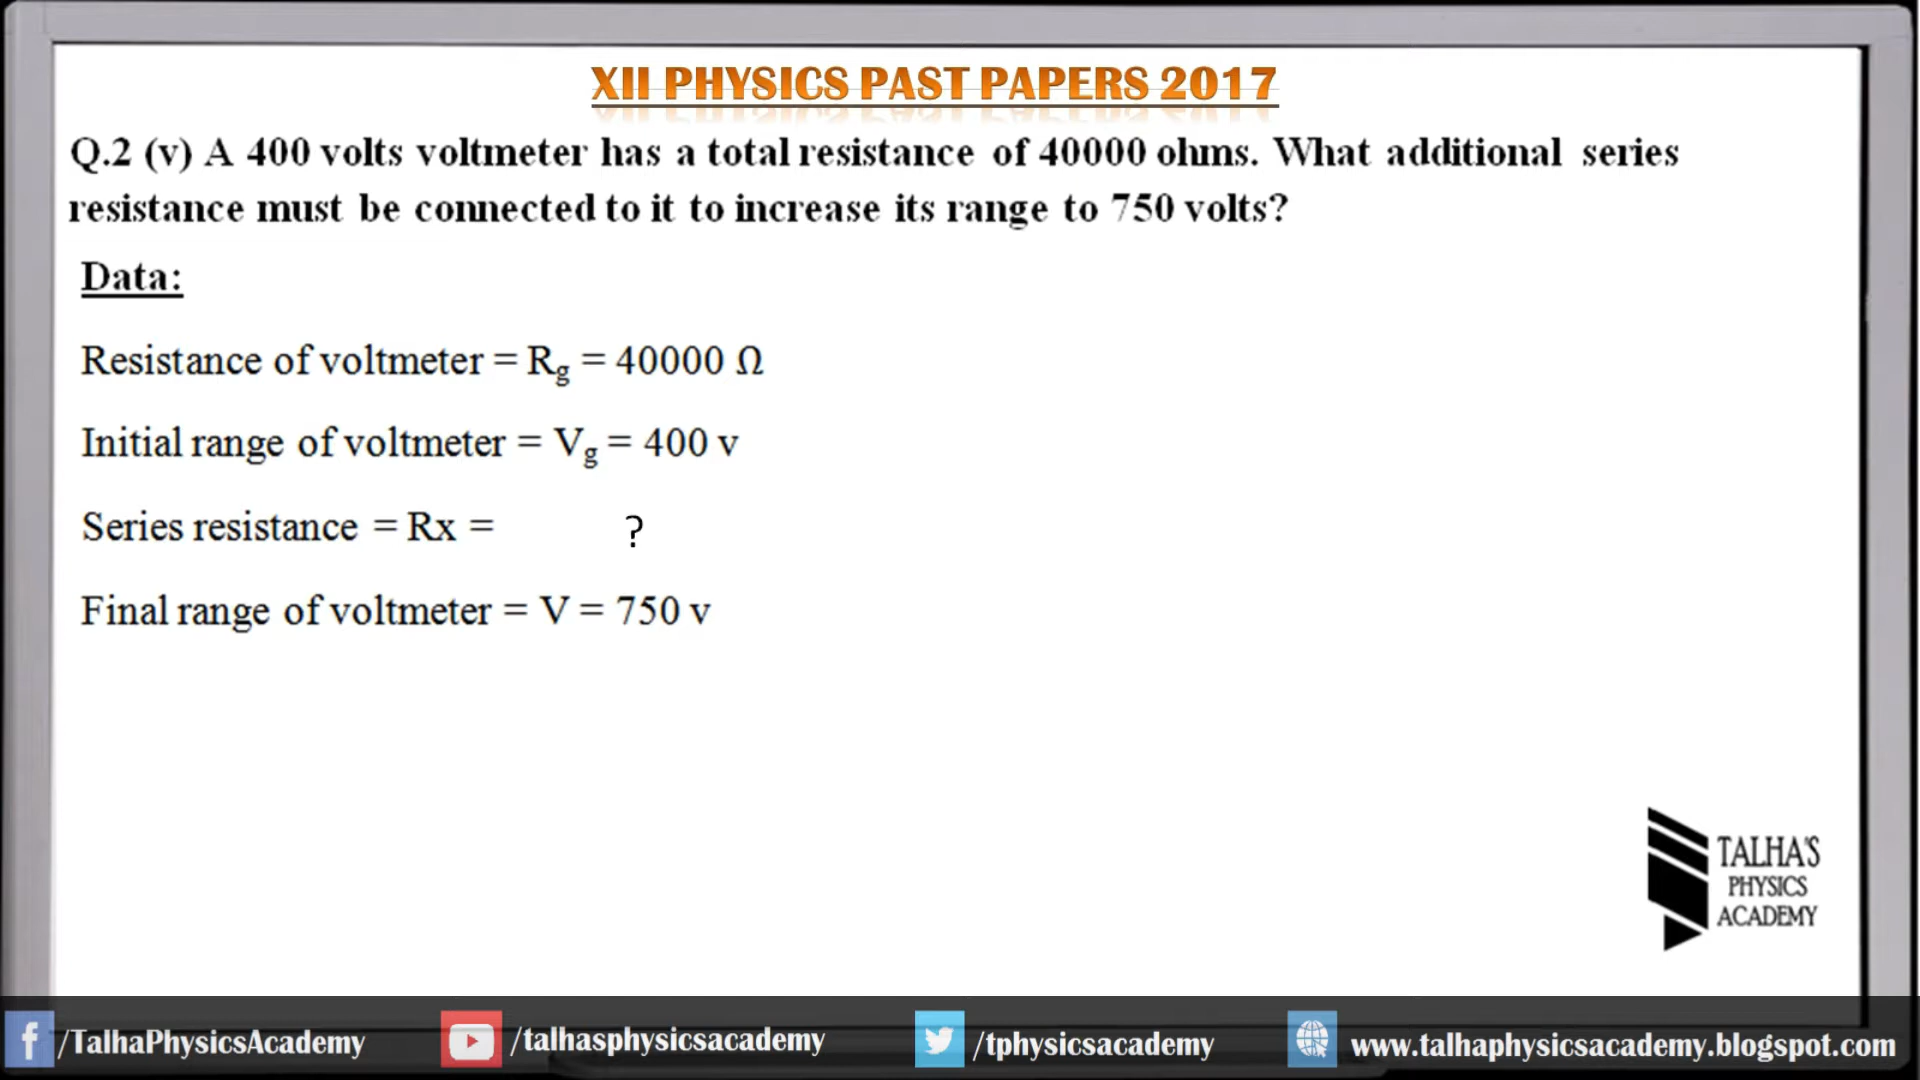 XII PHYSICS PAST PAPERS 2017
Q.2 (v) A 400 volts voltmeter has a total resistance of 40000 ohms. What additional series
resistance must be connected to it to increase its range to 750 volts?
Data:
Resistance of voltmeter = Rg = 40000 Ω
Initial range of voltmeter = Vg = 400 v
Series resistance = Rx = ?
Final range of voltmeter = V = 750 v
TALHA'S
PHYSICS
ACADEMY
/TalhaPhysicsAcademy /talhasphysicsacademy /tphysicsacademy www.talhaphysicsacademy.blogspot.com